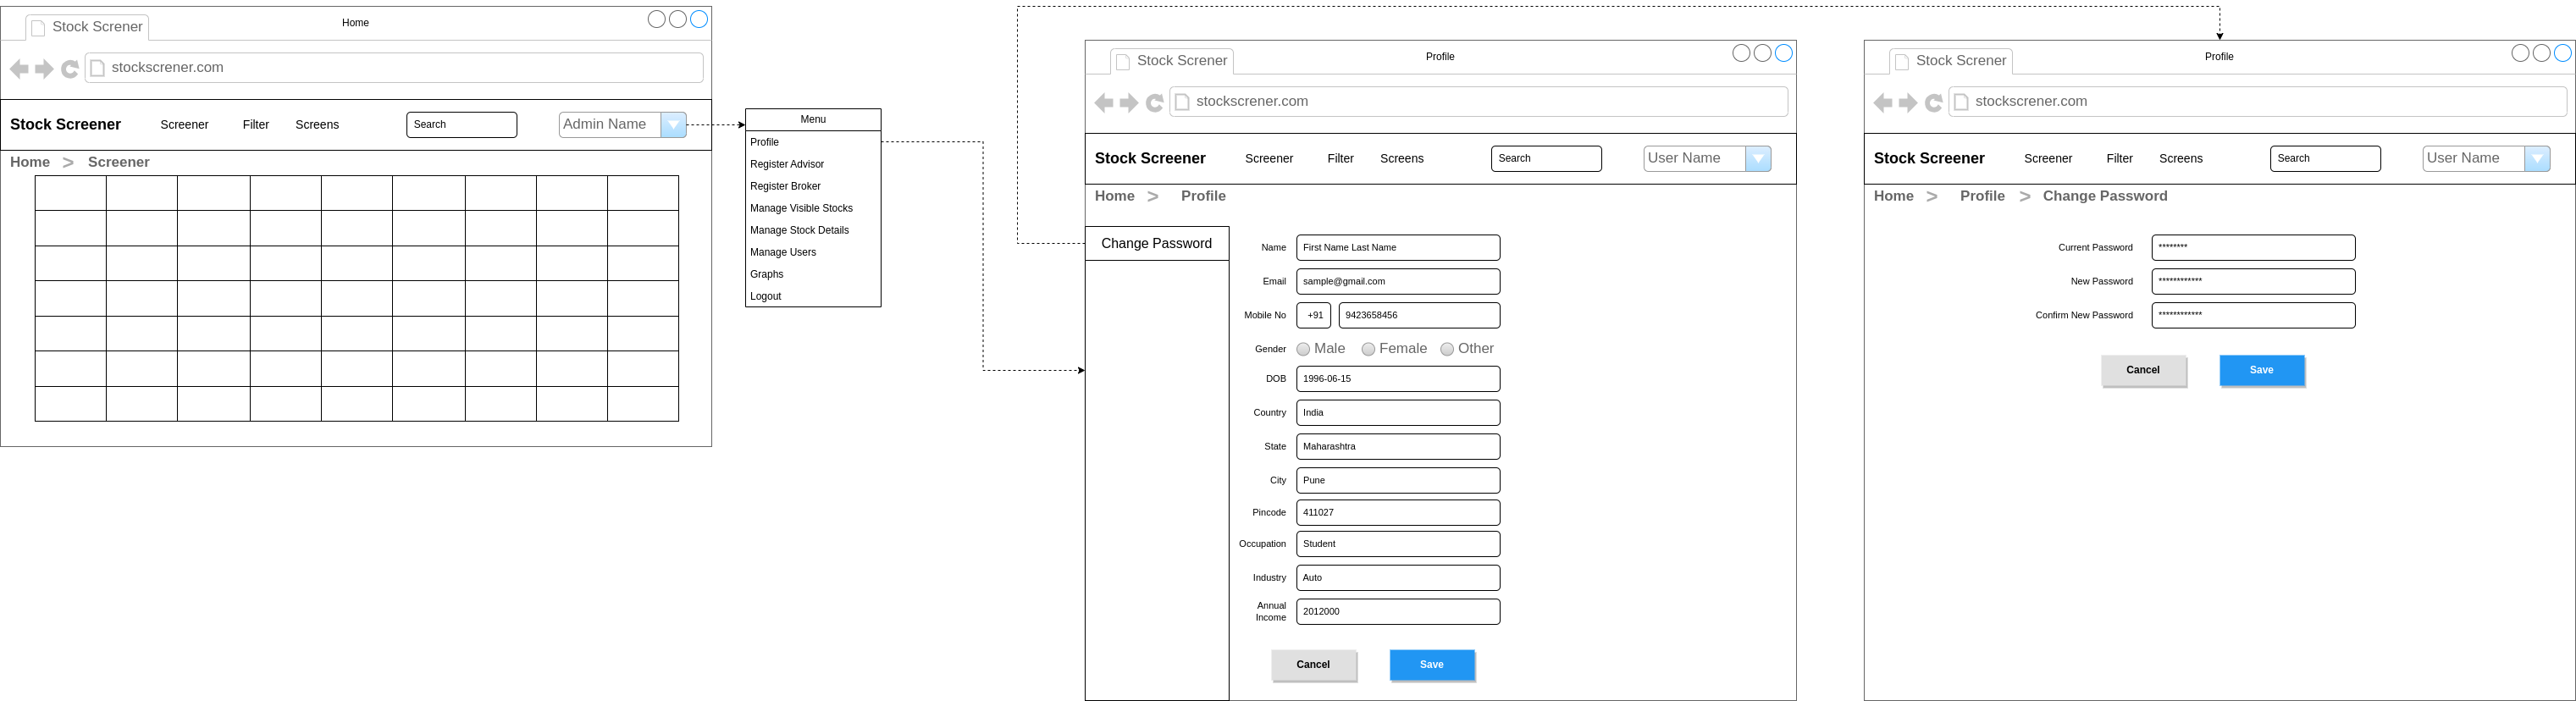 Home
Stock Screner
stockscrener.com
Stock Screener
Screener
Filter
Screens
Search
Admin Name
Home > Screener
Menu
Profile
Register Advisor
Register Broker
Manage Visible Stocks
Manage Stock Details
Manage Users
Graphs
Logout
Profile
Stock Screner
stockscrener.com
Stock Screener
Screener
Filter
Screens
Search
User Name
Home > Profile
Change Password
Name First Name Last Name
Email sample@gmail.com
Mobile No +91 9423658456
Gender Male Female Other
DOB 1996-06-15
Country India
State Maharashtra
City Pune
Pincode 411027
Occupation Student
Industry Auto
Annual
Income 2012000
Cancel Save
Profile
Stock Screner
stockscrener.com
Stock Screener
Screener
Filter
Screens
Search
User Name
Home > Profile > Change Password
Current Password ********
New Password ************
Confirm New Password ************
Cancel Save